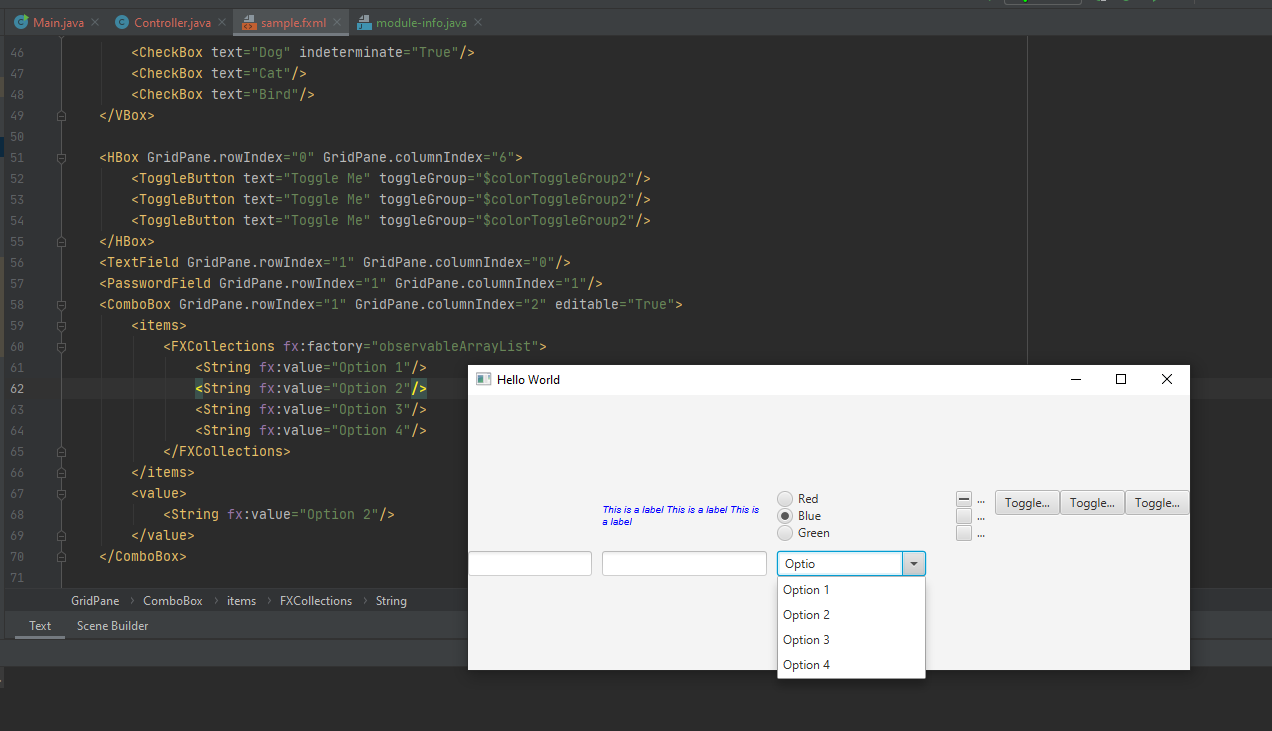 Main.java
Controller.java
sample.fxml
module-info.java
46 <CheckBox text="Dog" indeterminate="True"/>
47 <CheckBox text="Cat"/>
48 <CheckBox text="Bird"/>
49 </VBox>
50
51 <HBox GridPane.rowIndex="0" GridPane.columnIndex="6">
52 <ToggleButton text="Toggle Me" toggleGroup="$colorToggleGroup2"/>
53 <ToggleButton text="Toggle Me" toggleGroup="$colorToggleGroup2"/>
54 <ToggleButton text="Toggle Me" toggleGroup="$colorToggleGroup2"/>
55 </HBox>
56 <TextField GridPane.rowIndex="1" GridPane.columnIndex="0"/>
57 <PasswordField GridPane.rowIndex="1" GridPane.columnIndex="1"/>
58 <ComboBox GridPane.rowIndex="1" GridPane.columnIndex="2" editable="True">
59 <items>
60 <FXCollections fx:factory="observableArrayList">
61 <String fx:value="Option 1"/>
62 <String fx:value="Option 2"/>
63 <String fx:value="Option 3"/>
64 <String fx:value="Option 4"/>
65 </FXCollections>
66 </items>
67 <value>
68 <String fx:value="Option 2"/>
69 </value>
70 </ComboBox>
71
GridPane > ComboBox > items > FXCollections > String
Text Scene Builder
Hello World
This is a label This is a label This is
a label
Red
Blue
Green
...
...
...
Toggle... Toggle... Toggle...
Optio
Option 1
Option 2
Option 3
Option 4